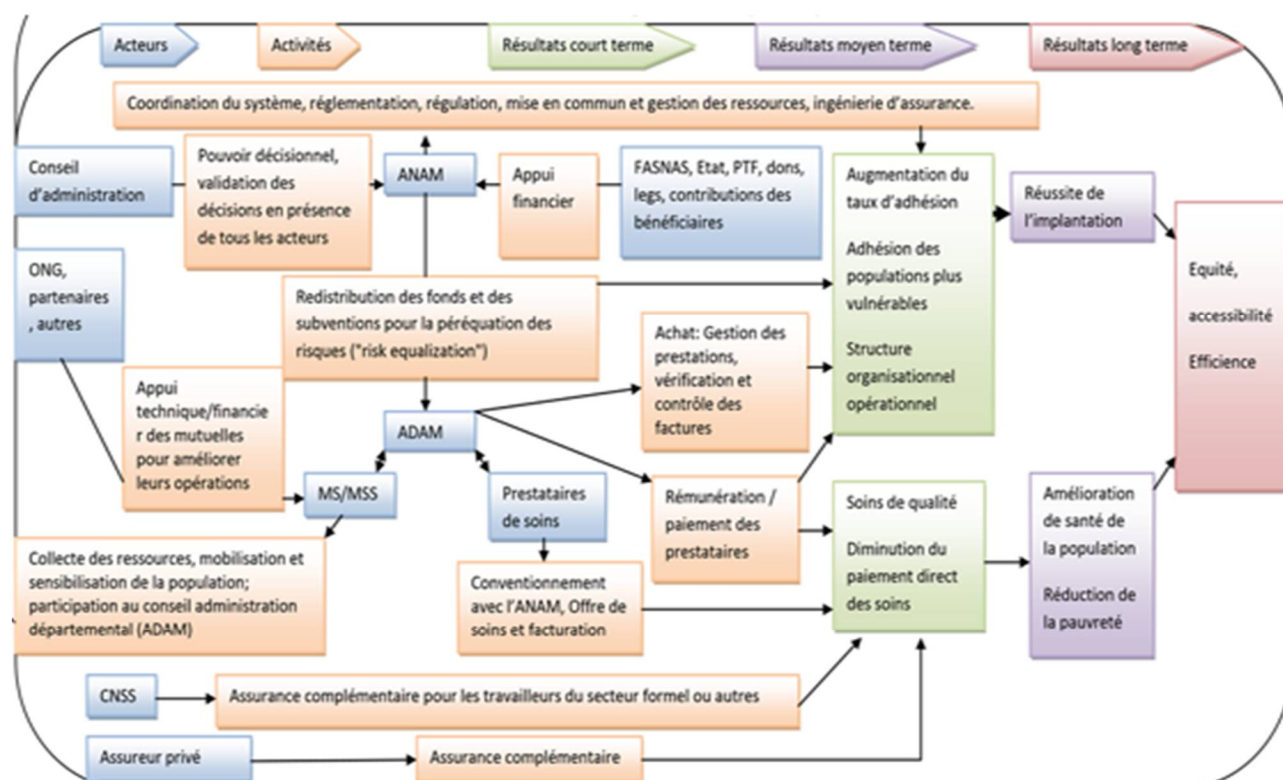 Acteurs
Activités
Résultats court terme
Résultats moyen terme
Résultats long terme
Coordination du système, réglementation, régulation, mise en commun et gestion des ressources, ingénierie d'assurance.
Conseil
d'administration
Pouvoir décisionnel,
validation des
décisions en présence
de tous les acteurs
ANAM
Appui
financier
FASNAS, Etat, PTF, dons,
legs, contributions des
bénéficiaires
Augmentation du
taux d'adhésion
Adhésion des
populations plus
vulnérables
Structure
organisationnel
opérationnel
Réussite de
l'implantation
Equité,
accessibilité
Efficience
ONG,
partenaires
, autres
Redistribution des fonds et des
subventions pour la péréquation des
risques ("risk equalization")
Achat: Gestion des
prestations,
vérification et
contrôle des
factures
Appui
technique/financie
r des mutuelles
pour améliorer
leurs opérations
ADAM
MS/MSS
Prestataires
de soins
Rémunération /
paiement des
prestataires
Soins de qualité
Diminution du
paiement direct
des soins
Amélioration
de santé de
la population
Réduction de
la pauvreté
Collecte des ressources, mobilisation et
sensibilisation de la population;
participation au conseil administration
départemental (ADAM)
Conventionnement
avec l'ANAM, Offre de
soins et facturation
CNSS
Assurance complémentaire pour les travailleurs du secteur formel ou autres
Assureur privé
Assurance complémentaire